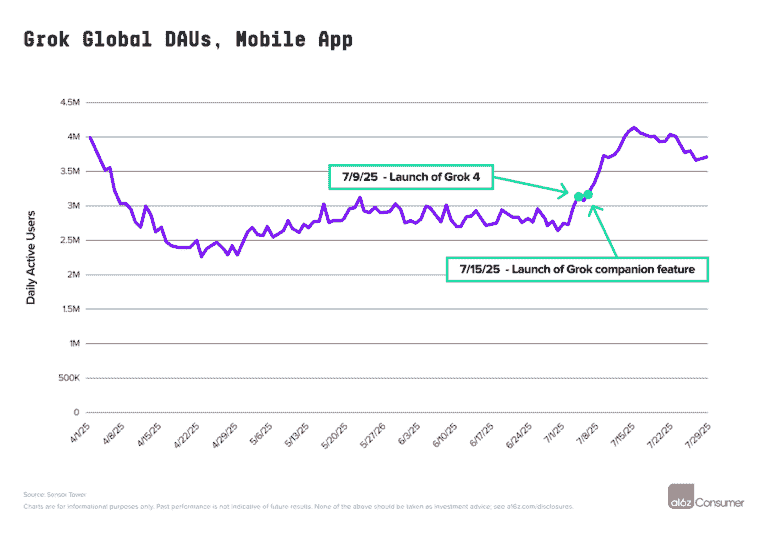 Grok Global DAUs, Mobile App
4.5M
4M
3.5M
3M
2.5M
2M
1.5M
1M
500K
0
Daily Active Users
7/9/25 - Launch of Grok 4
7/15/25 - Launch of Grok companion feature
4/1/25
4/8/25
4/15/25
4/22/25
4/29/25
5/6/25
5/13/25
5/20/25
5/27/25
6/3/25
6/10/25
6/17/25
6/24/25
7/1/25
7/8/25
7/15/25
7/22/25
7/29/25
Source: Sensor Tower
Charts are for informational purposes only. Past performance is not indicative of future results. None of the above should be taken as investment advice; see a16z.com/disclosures.
a16z Consumer